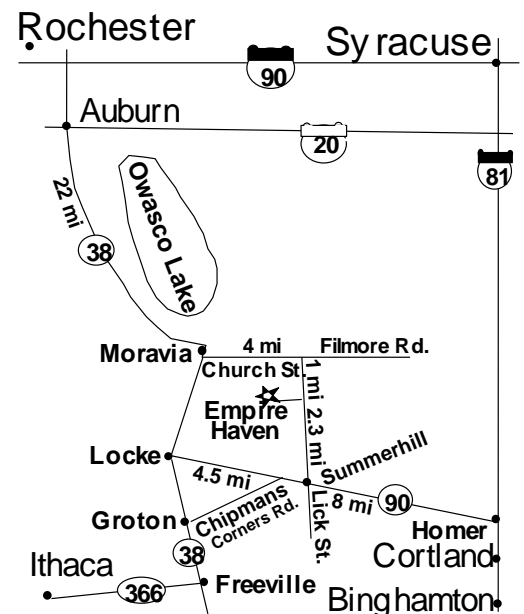 Rochester
Syracuse
90
Auburn
20
81
Owasco Lake
22 mi
38
Moravia
4 mi
Filmore Rd.
Church St.
1 mi
Empire
Haven
2.3 mi
Locke
4.5 mi
Summerhill
8 mi
90
Chipmans
Corners Rd.
Lick St.
Groton
Homer
38
Ithaca
Cortland
366
Freeville
Binghamton